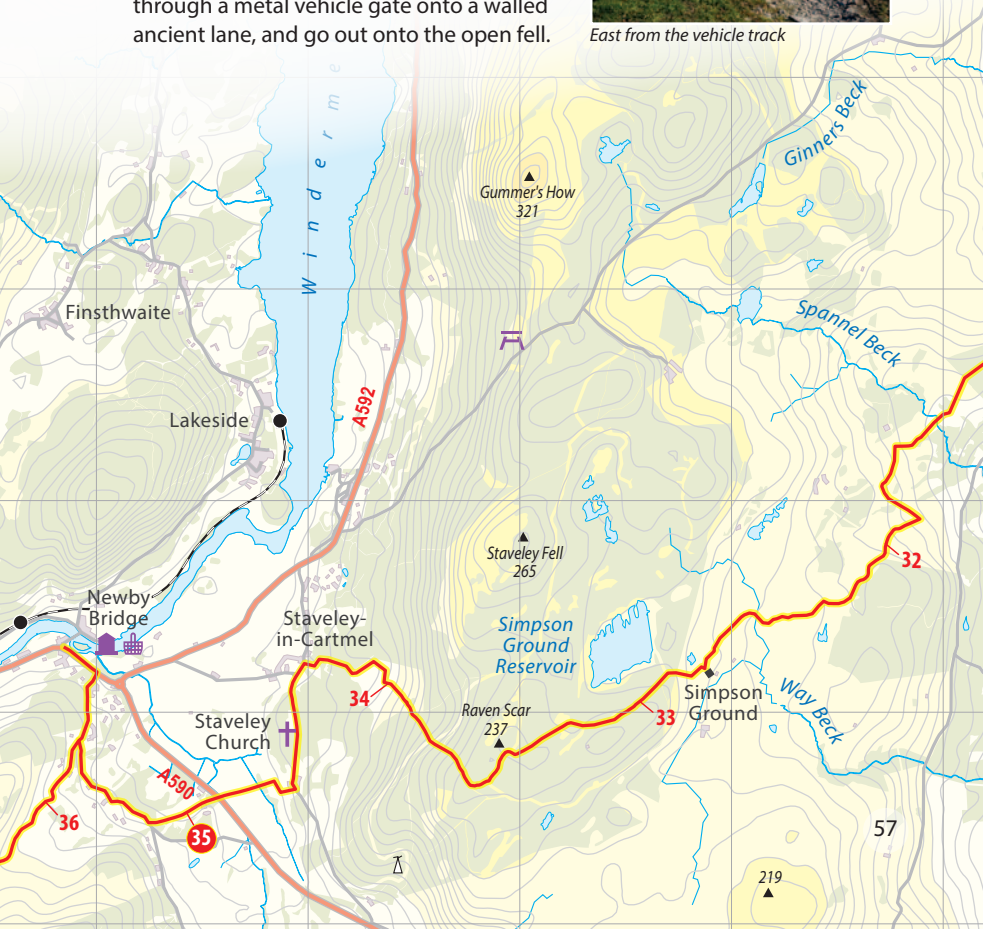 through a metal vehicle gate onto a walled
ancient lane, and go out onto the open fell.
East from the vehicle track
Windermere
Ginners Beck
Gummer's How
321
Finsthwaite
Spannel Beck
Lakeside
A592
Staveley Fell
265
32
Newby
Bridge
Staveley-
in-Cartmel
Simpson
Ground
Reservoir
34
Simpson
Ground
33
Way Beck
Raven Scar
237
Staveley
Church
A590
36
35
57
219